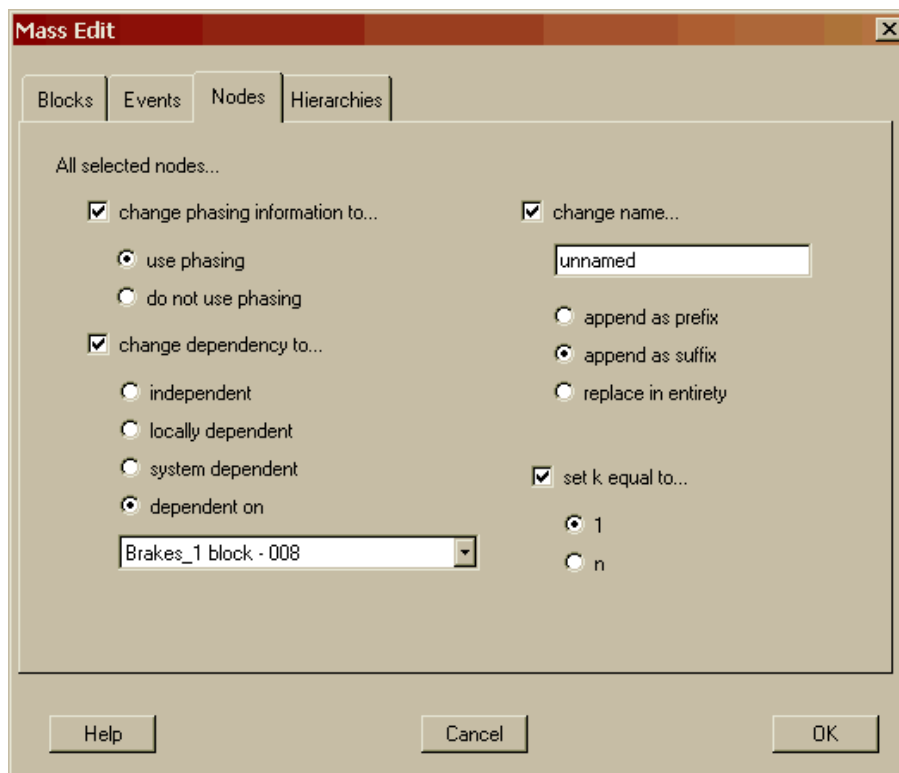 Mass Edit
Blocks Events Nodes Hierarchies
All selected nodes...
change phasing information to...
use phasing
do not use phasing
change dependency to...
independent
locally dependent
system dependent
dependent on
Brakes_1 block - 008
change name...
unnamed
append as prefix
append as suffix
replace in entirety
set k equal to...
1
n
Help Cancel OK